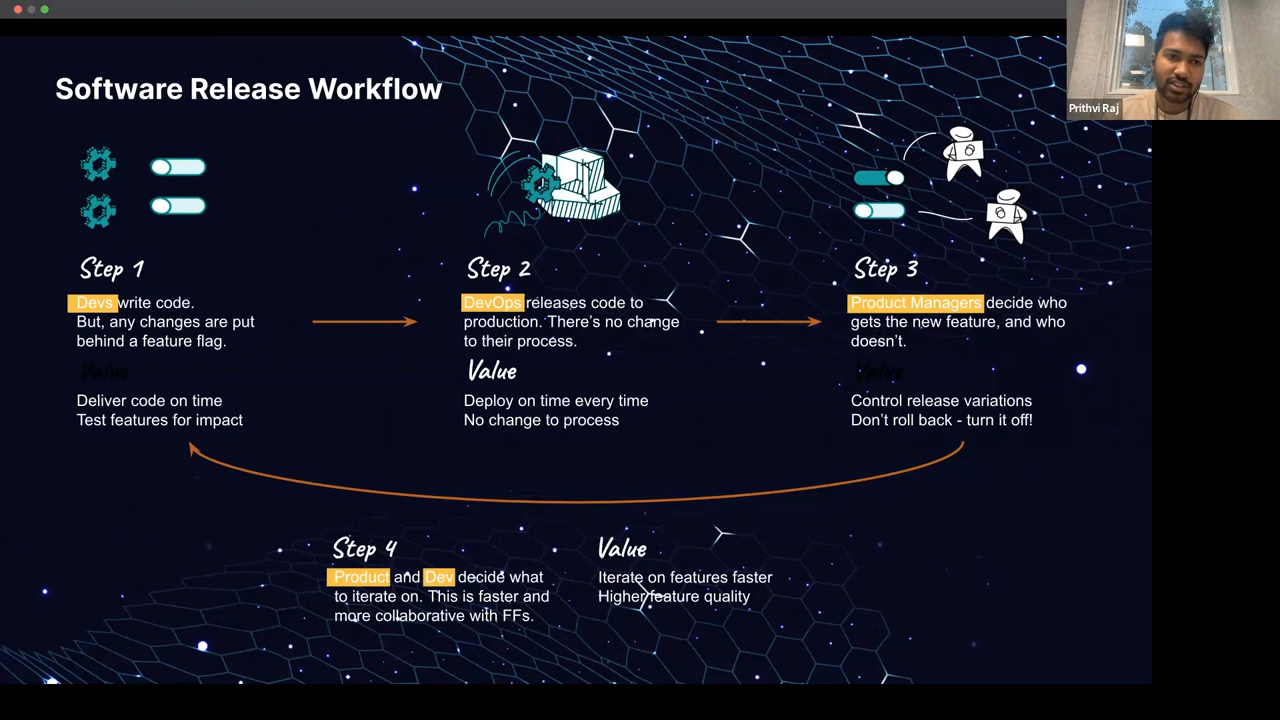 Software Release Workflow
Prithvi Raj
Step 1
Devs write code.
But, any changes are put
behind a feature flag.
Value
Deliver code on time
Test features for impact
Step 2
DevOps releases code to
production. There's no change
to their process.
Value
Deploy on time every time
No change to process
Step 3
Product Managers decide who
gets the new feature, and who
doesn't.
Value
Control release variations
Don't roll back - turn it off!
Step 4
Product and Dev decide what
to iterate on. This is faster and
more collaborative with FFs.
Value
Iterate on features faster
Higher feature quality